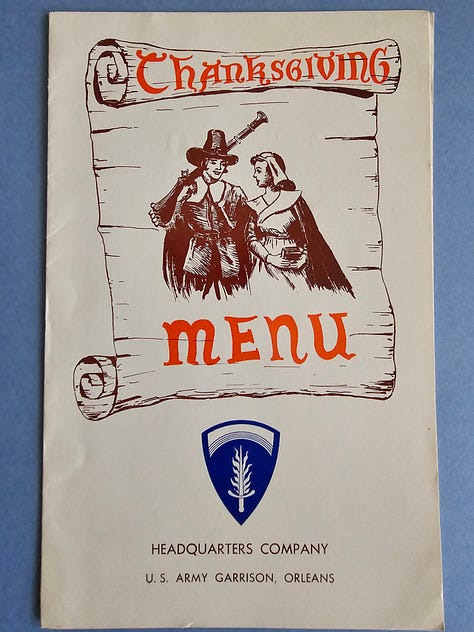 Thanksgiving
MENU
HEADQUARTERS COMPANY
U. S. ARMY GARRISON, ORLEANS